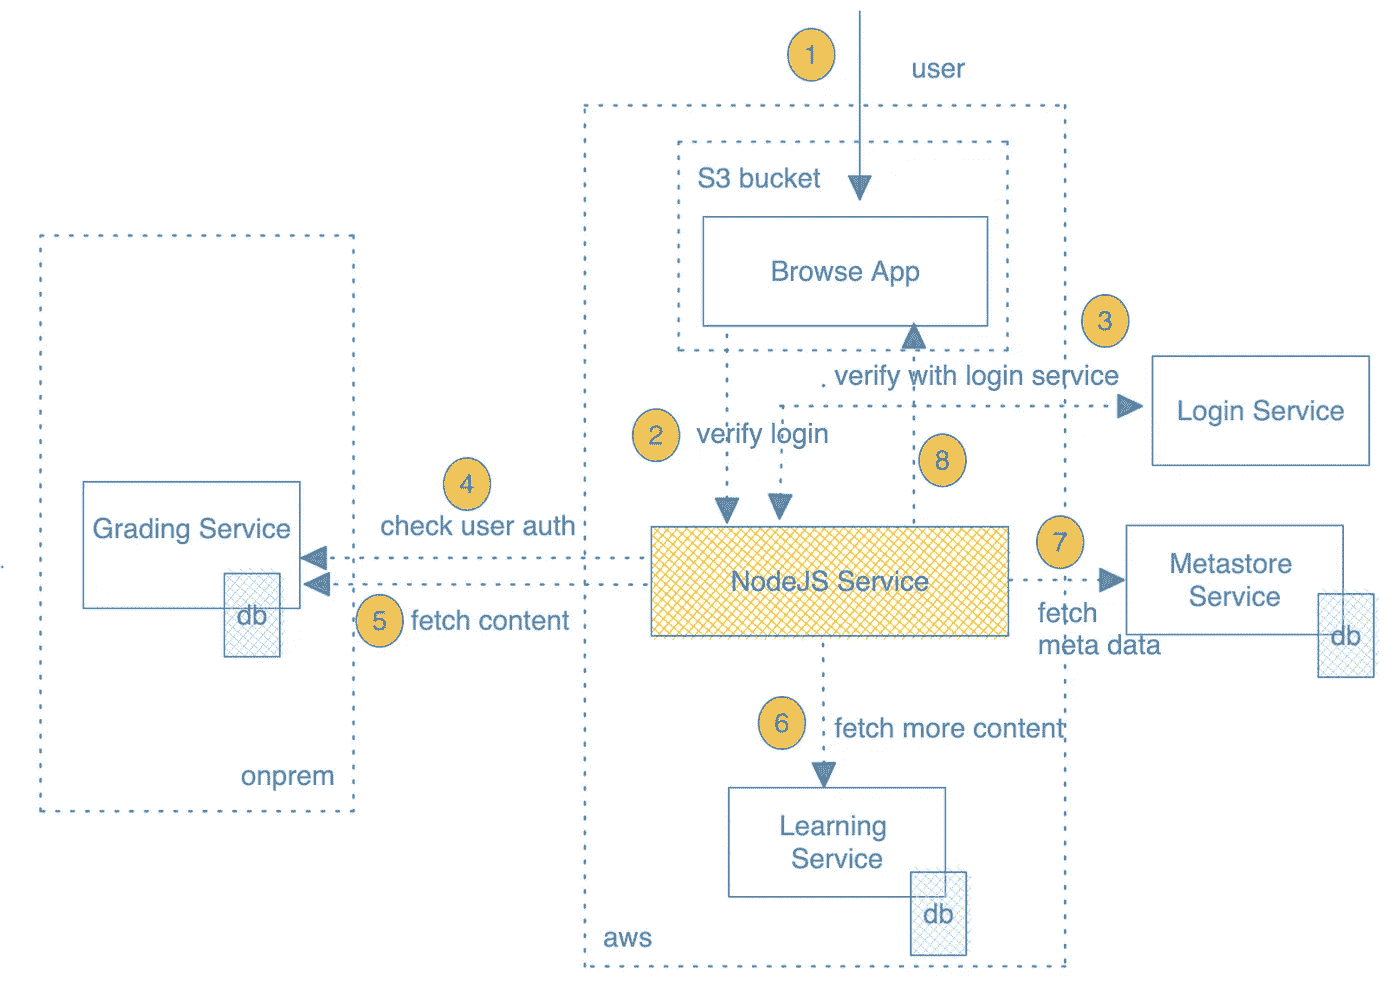 1
user
S3 bucket
Browse App
3
verify with login service
Login Service
2
verify login
8
4
check user auth
Grading Service
db
5
fetch content
NodeJS Service
7
fetch
meta data
Metastore
Service
db
6
fetch more content
onprem
Learning
Service
db
aws